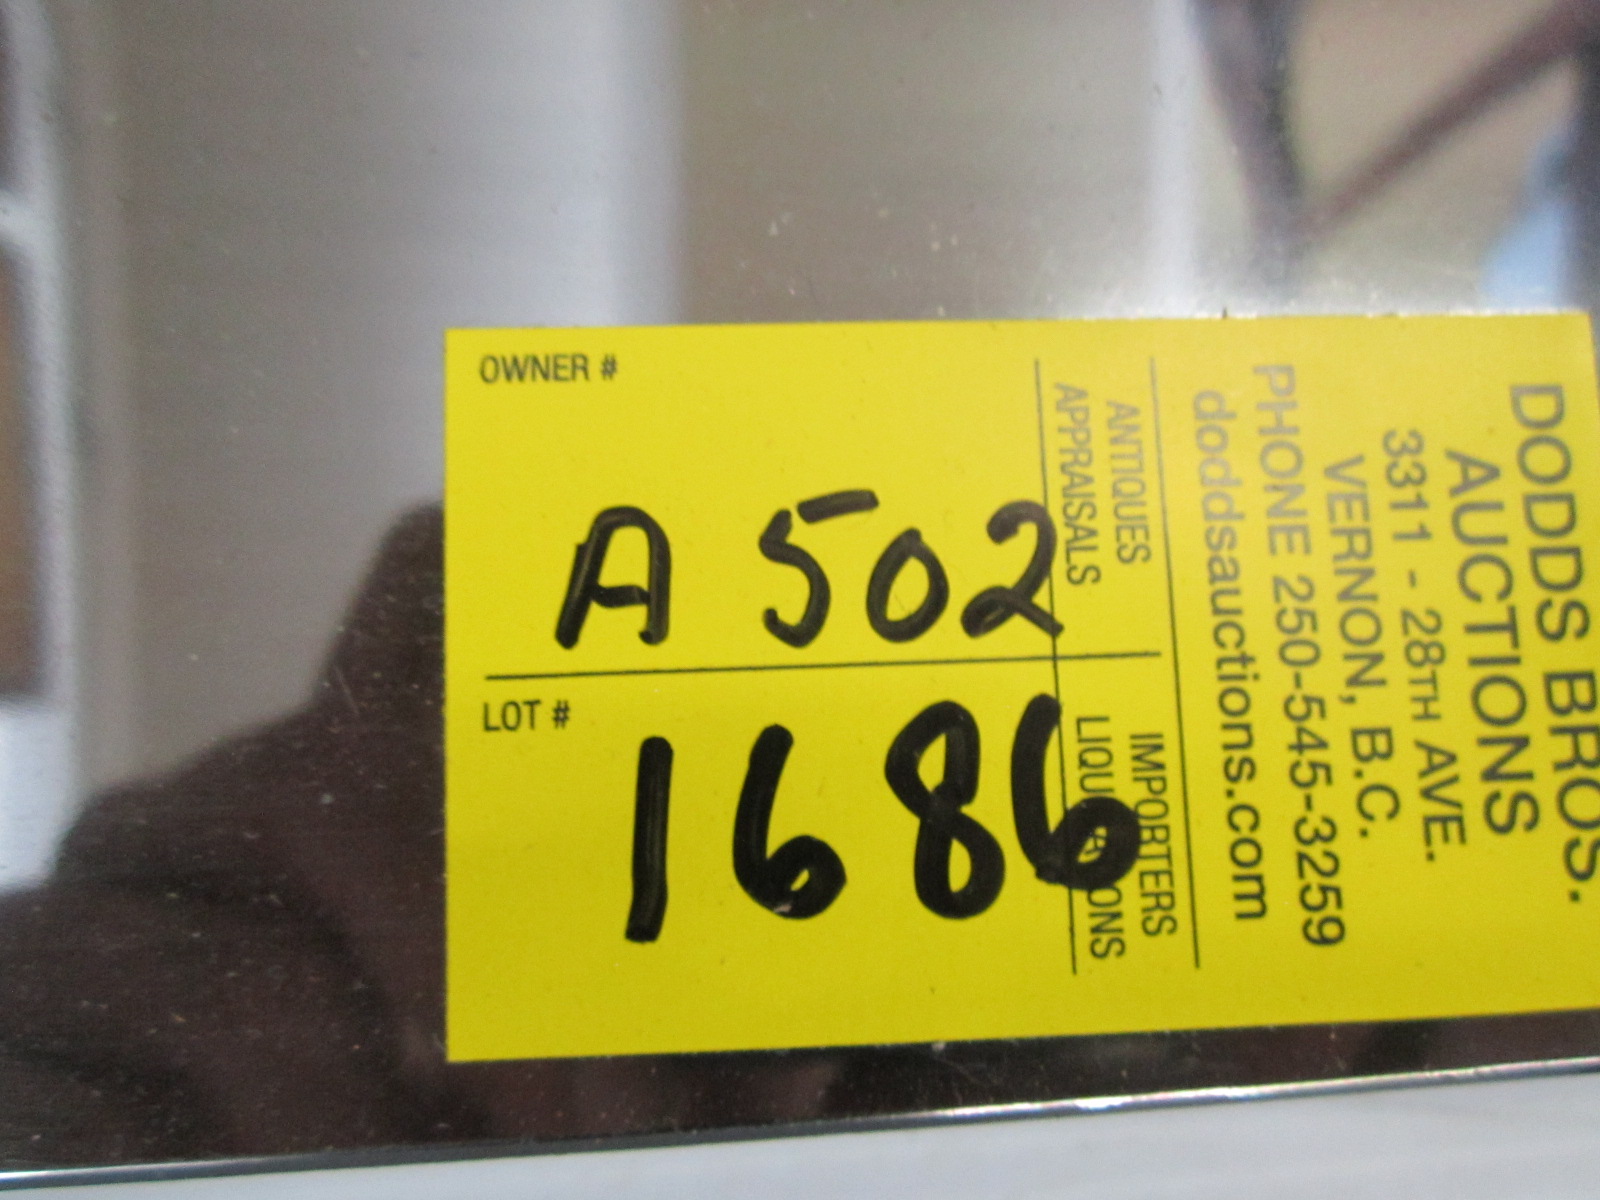 OWNER #
A 502
LOT #
1686
DODDS BROS.
AUCTIONS
3311 - 28TH AVE.
VERNON, B.C.
PHONE 250-545-3259
doddsauctions.com
ANTIQUES
APPRAISALS
IMPORTERS
LIQUIDATIONS